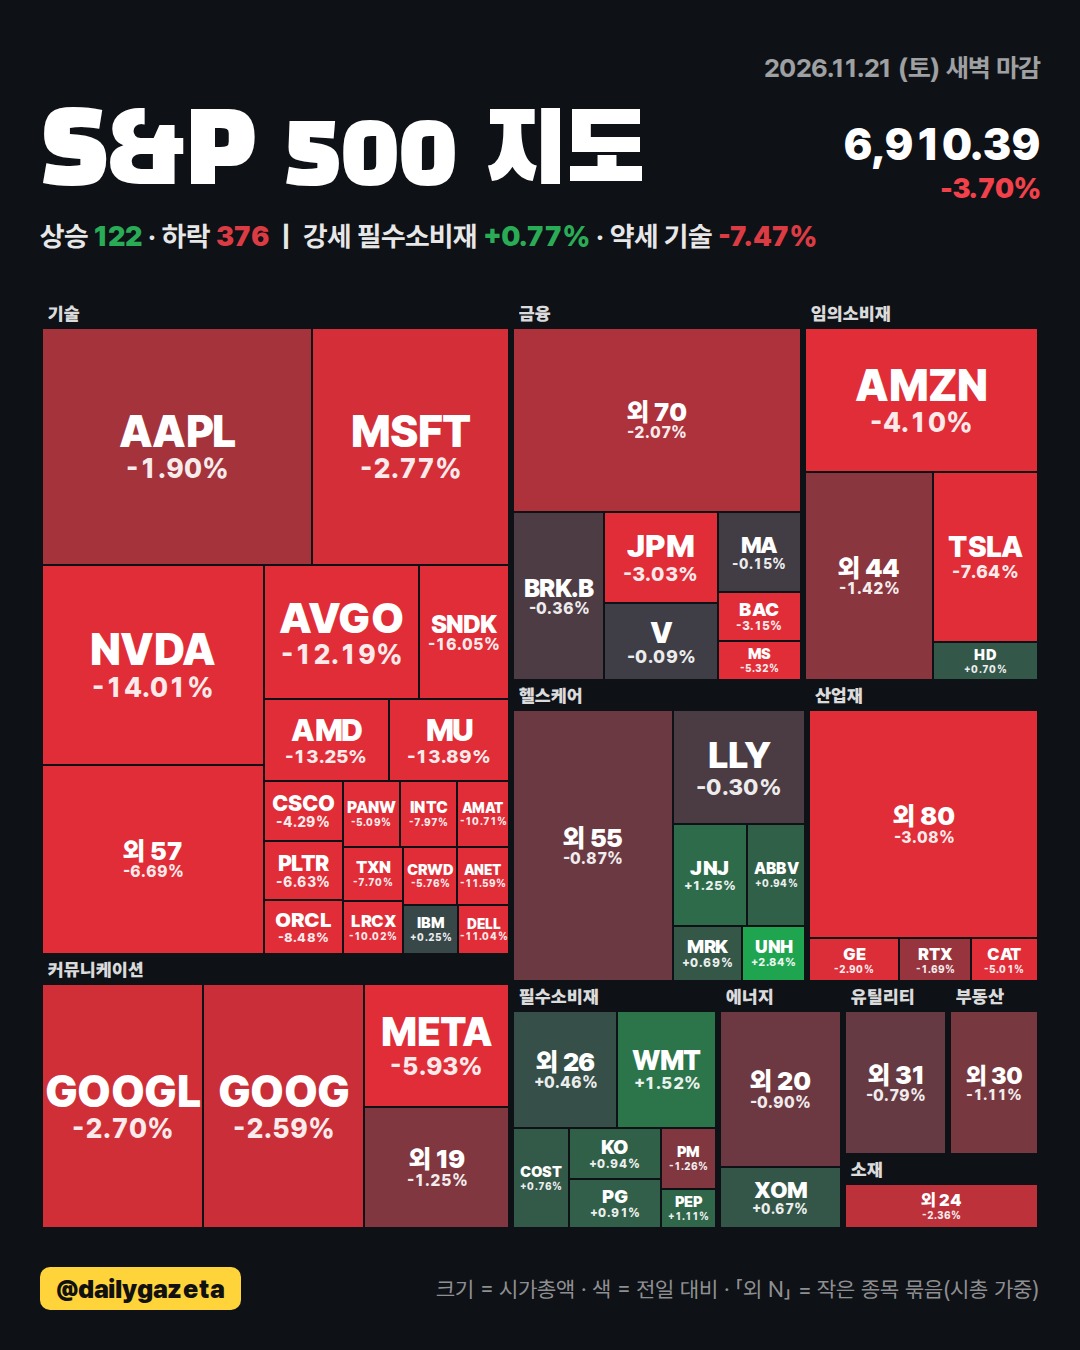 2026.11.21 (토) 새벽 마감
S&P 500 지도
6,910.39
-3.70%
상승 122 · 하락 376 | 강세 필수소비재 +0.77% · 약세 기술 -7.47%
기술
AAPL
-1.90%
MSFT
-2.77%
NVDA
-14.01%
AVGO
-12.19%
SNDK
-16.05%
AMD
-13.25%
MU
-13.89%
외 57
-6.69%
CSCO
-4.29%
PANW
-5.09%
INTC
-7.97%
AMAT
-10.71%
PLTR
-6.63%
TXN
-7.70%
CRWD
-5.76%
ANET
-11.59%
ORCL
-8.48%
LRCX
-10.02%
IBM
+0.25%
DELL
-11.04%
금융
외 70
-2.07%
BRK.B
-0.36%
JPM
-3.03%
MA
-0.15%
V
-0.09%
BAC
-3.15%
MS
-5.32%
임의소비재
AMZN
-4.10%
외 44
-1.42%
TSLA
-7.64%
HD
+0.70%
헬스케어
외 55
-0.87%
LLY
-0.30%
JNJ
+1.25%
ABBV
+0.94%
MRK
+0.69%
UNH
+2.84%
산업재
외 80
-3.08%
GE
-2.90%
RTX
-1.69%
CAT
-5.01%
커뮤니케이션
GOOGL
-2.70%
GOOG
-2.59%
META
-5.93%
외 19
-1.25%
필수소비재
외 26
+0.46%
WMT
+1.52%
COST
+0.76%
KO
+0.94%
PG
+0.91%
PM
-1.26%
PEP
+1.11%
에너지
외 20
-0.90%
XOM
+0.67%
유틸리티
외 31
-0.79%
부동산
외 30
-1.11%
소재
외 24
-2.36%
@dailygazeta
크기 = 시가총액 · 색 = 전일 대비 · 「외 N」 = 작은 종목 묶음(시총 가중)